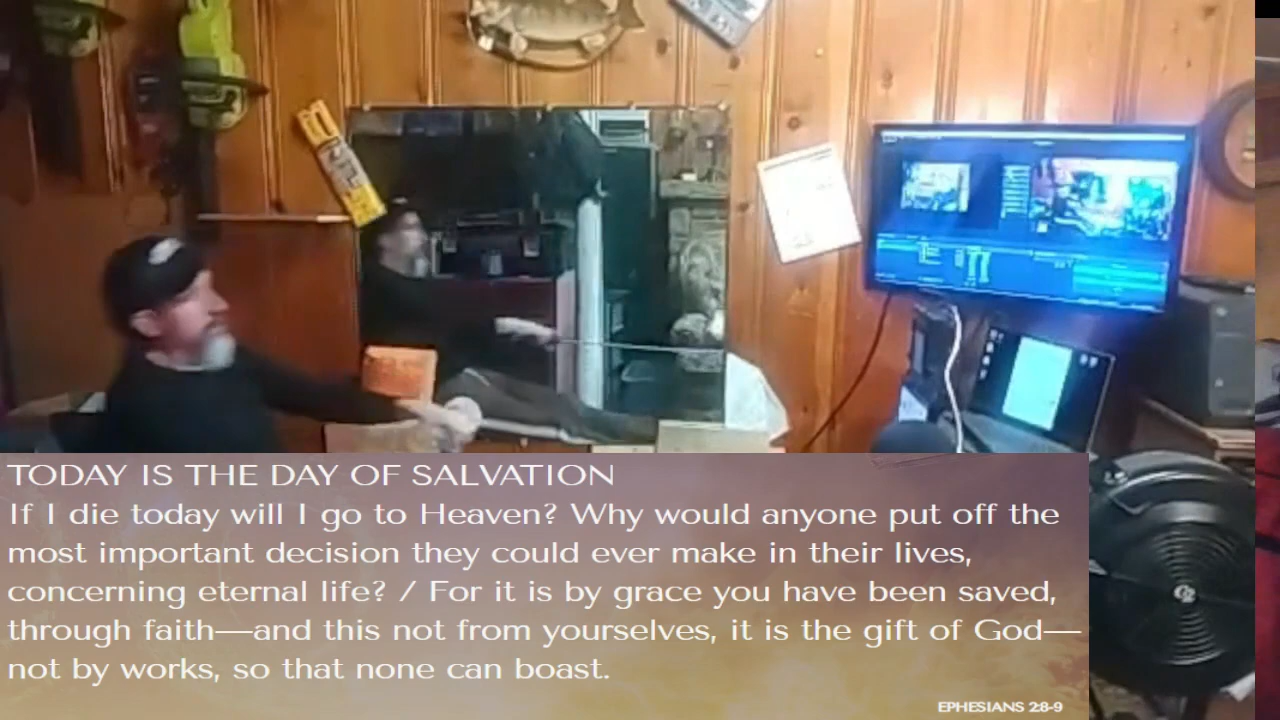 TODAY IS THE DAY OF SALVATION
If I die today will I go to Heaven? Why would anyone put off the
most important decision they could ever make in their lives,
concerning eternal life? / For it is by grace you have been saved,
through faith—and this not from yourselves, it is the gift of God—
not by works, so that none can boast.
EPHESIANS 2:8-9